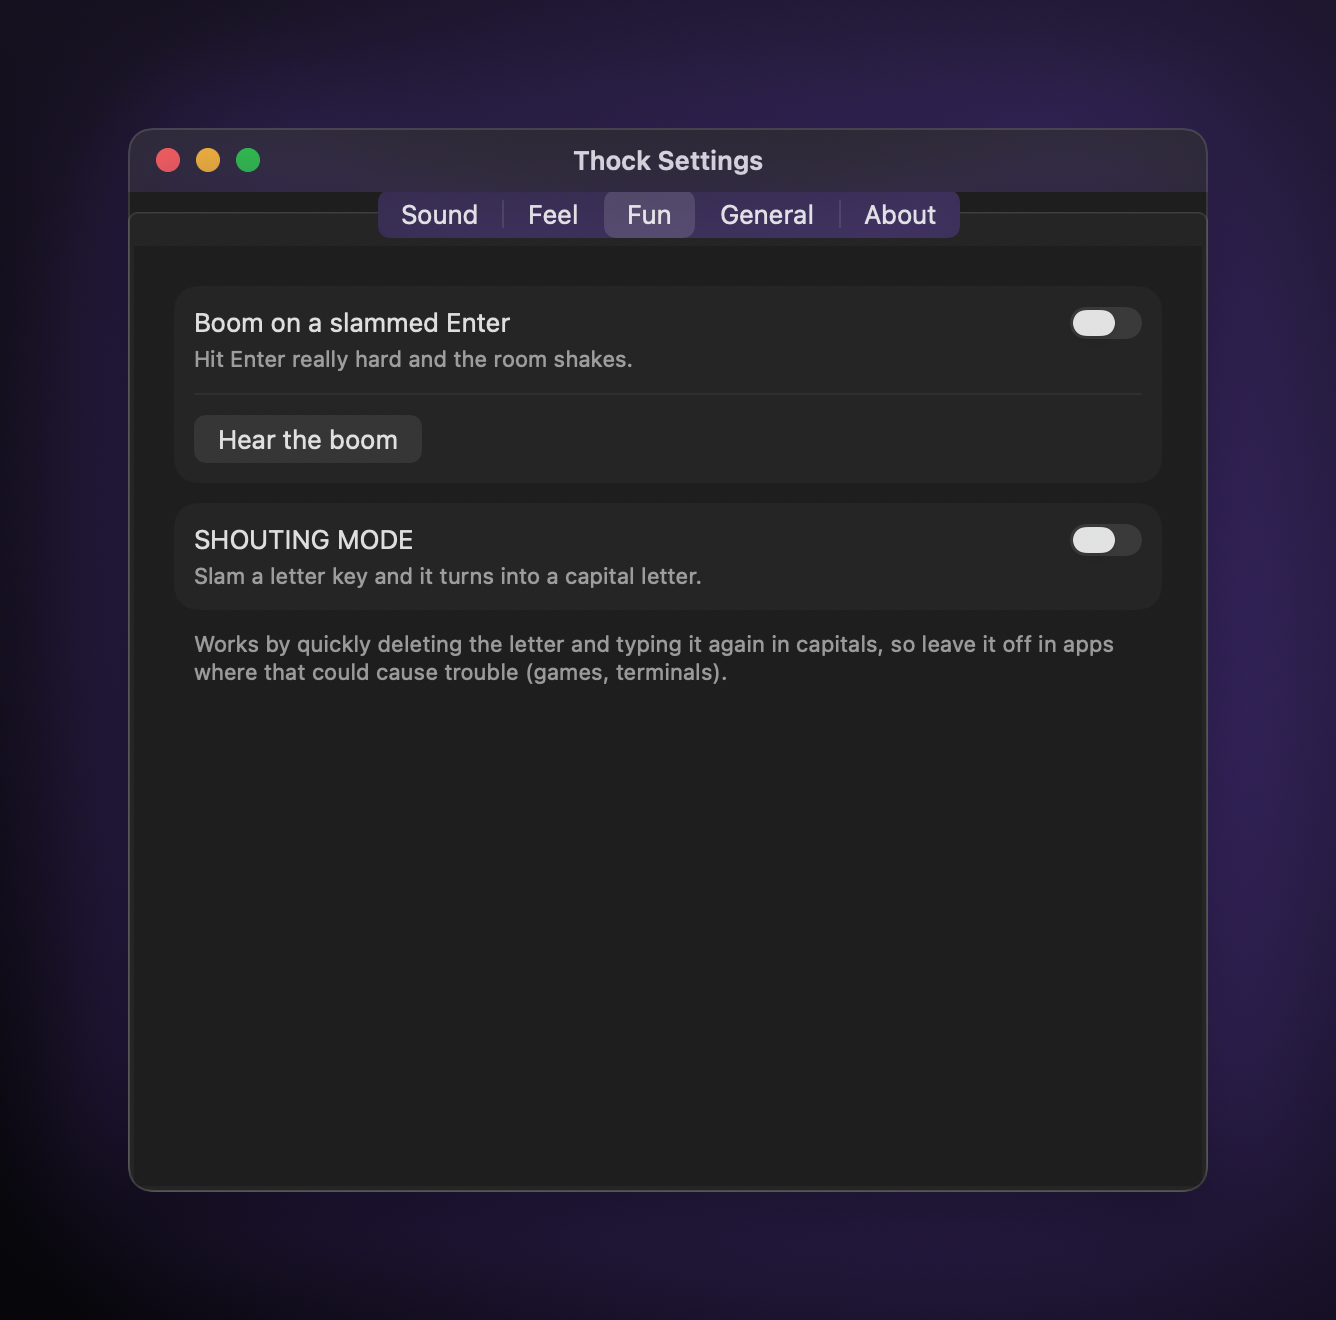 Thock Settings
Sound Feel Fun General About
Boom on a slammed Enter
Hit Enter really hard and the room shakes.
Hear the boom
SHOUTING MODE
Slam a letter key and it turns into a capital letter.
Works by quickly deleting the letter and typing it again in capitals, so leave it off in apps
where that could cause trouble (games, terminals).